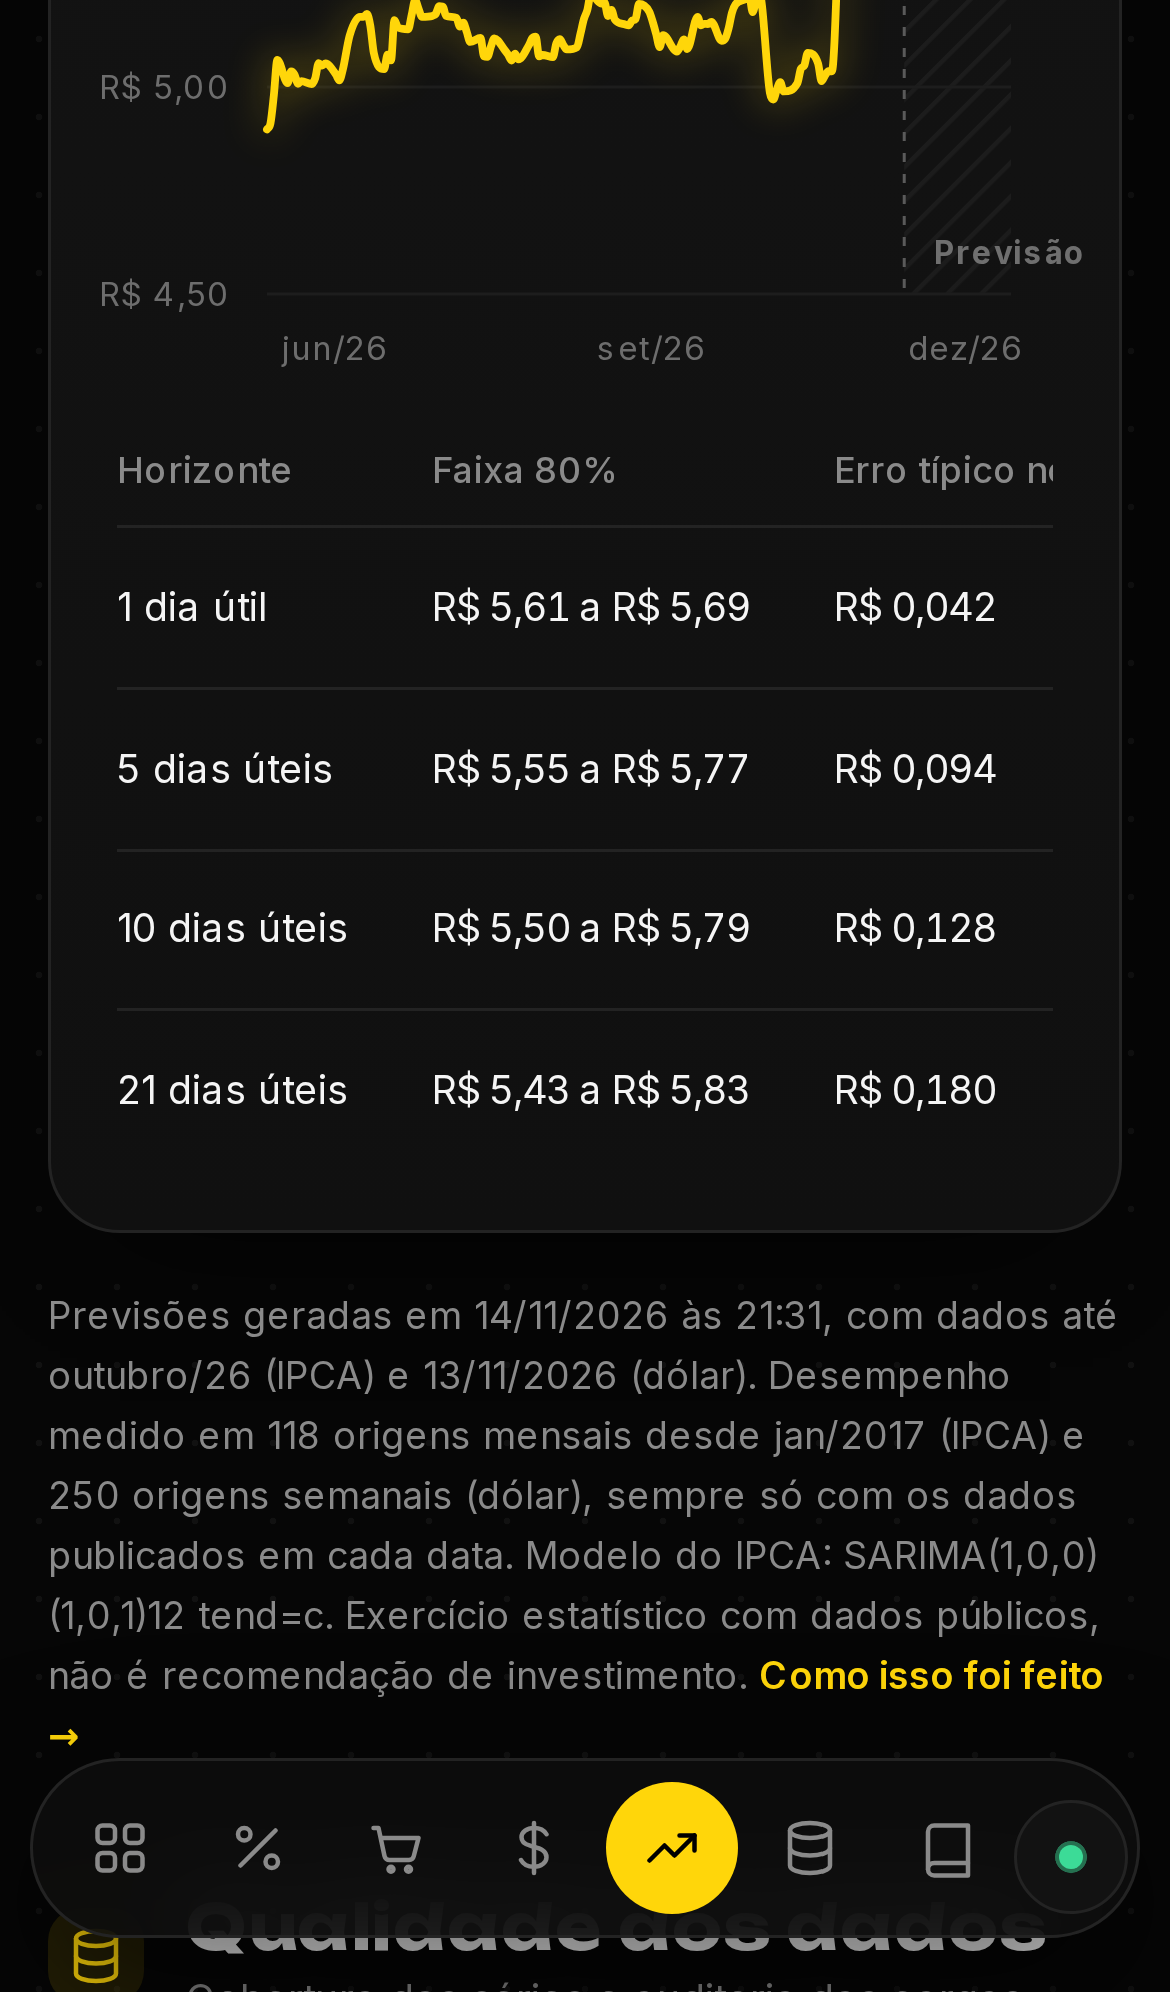 R$ 5,00
Previsão
R$ 4,50
jun/26 set/26 dez/26
Horizonte Faixa 80% Erro típico
1 dia útil R$ 5,61 a R$ 5,69 R$ 0,042
5 dias úteis R$ 5,55 a R$ 5,77 R$ 0,094
10 dias úteis R$ 5,50 a R$ 5,79 R$ 0,128
21 dias úteis R$ 5,43 a R$ 5,83 R$ 0,180
Previsões geradas em 14/11/2026 às 21:31, com dados até
outubro/26 (IPCA) e 13/11/2026 (dólar). Desempenho
medido em 118 origens mensais desde jan/2017 (IPCA) e
250 origens semanais (dólar), sempre só com os dados
publicados em cada data. Modelo do IPCA: SARIMA(1,0,0)
(1,0,1)12 tend=c. Exercício estatístico com dados públicos,
não é recomendação de investimento. Como isso foi feito
→
Qualidade dos dados